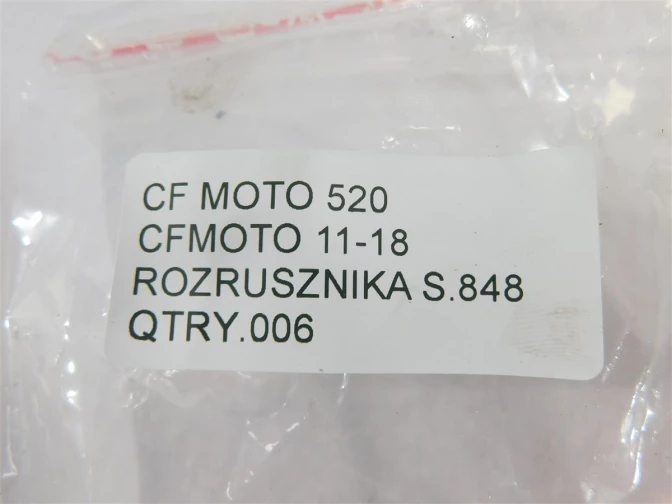 CF MOTO 520
CFMOTO 11-18
ROZRUSZNIKA S.848
QTRY.006